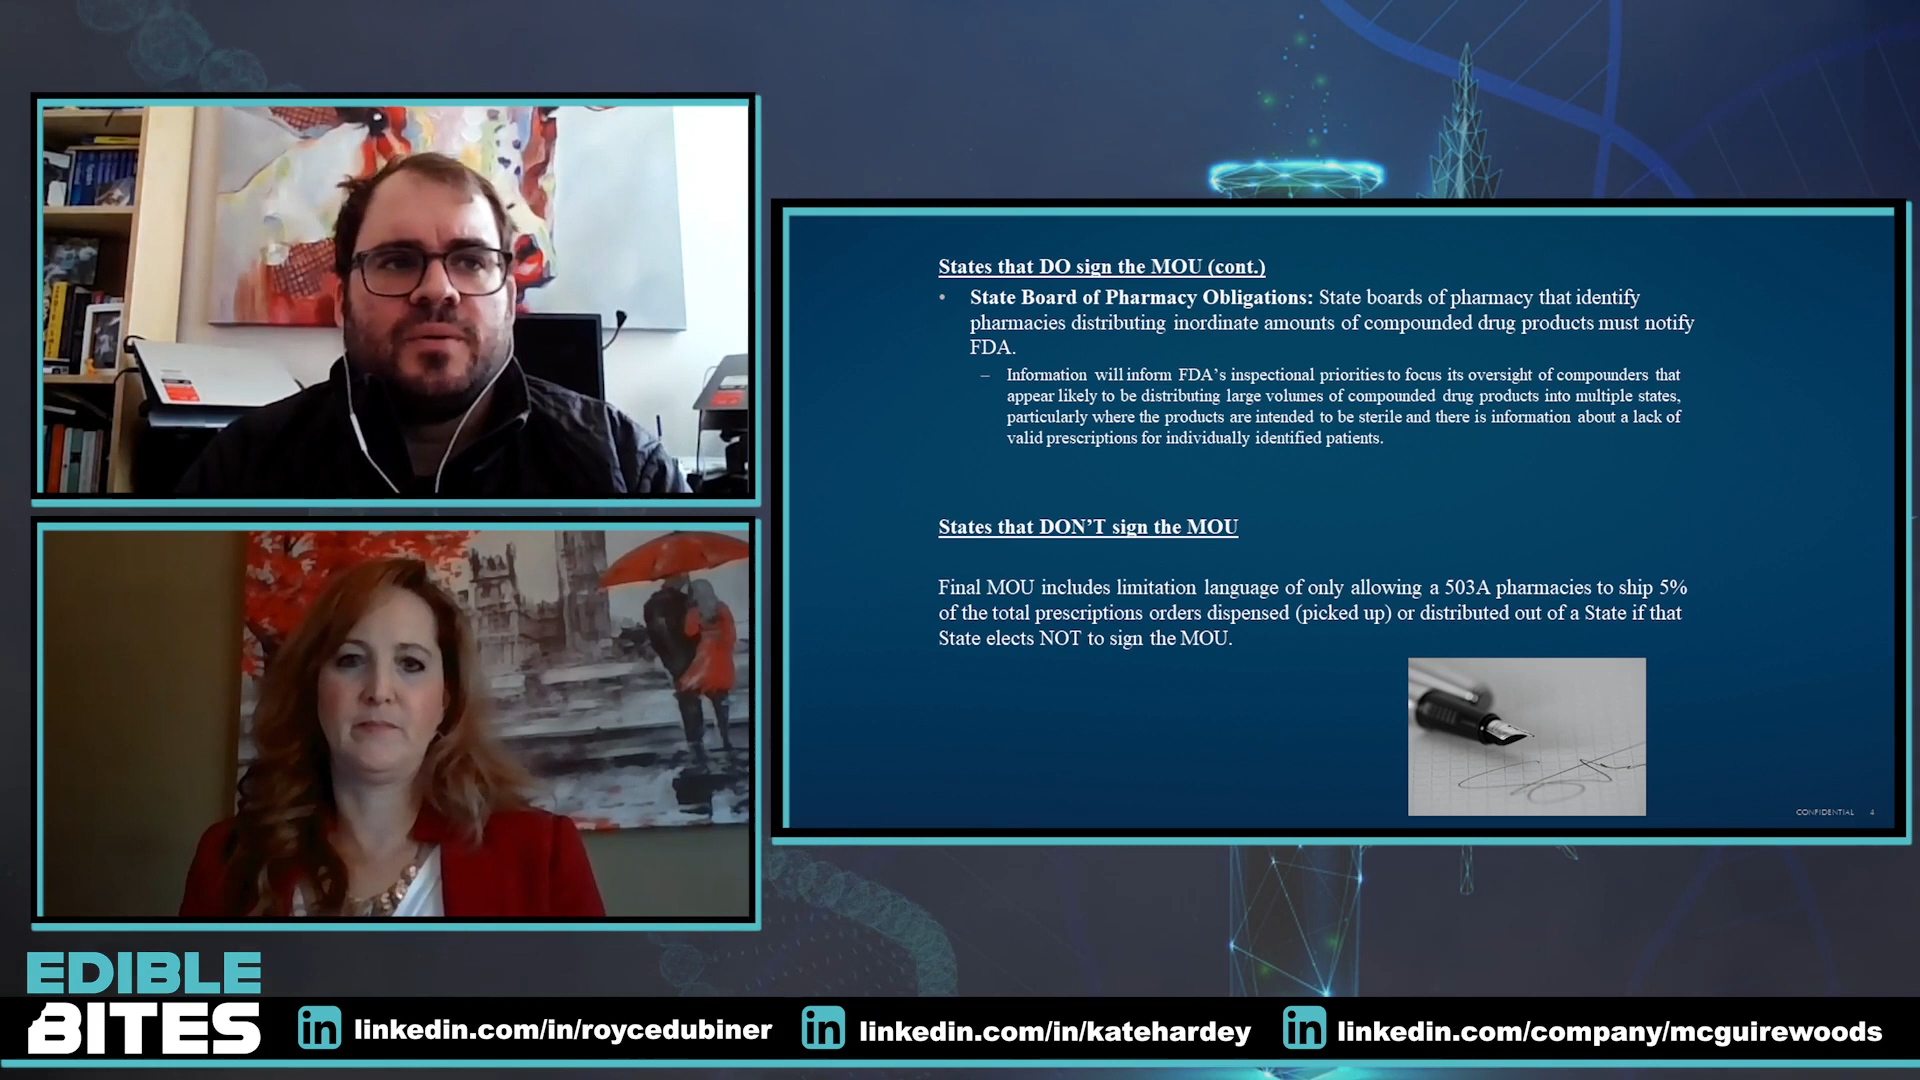 States that DO sign the MOU (cont.)
• State Board of Pharmacy Obligations: State boards of pharmacy that identify
pharmacies distributing inordinate amounts of compounded drug products must notify
FDA.
– Information will inform FDA's inspectional priorities to focus its oversight of compounders that
appear likely to be distributing large volumes of compounded drug products into multiple states,
particularly where the products are intended to be sterile and there is information about a lack of
valid prescriptions for individually identified patients.
States that DON'T sign the MOU
Final MOU includes limitation language of only allowing a 503A pharmacies to ship 5%
of the total prescriptions orders dispensed (picked up) or distributed out of a State if that
State elects NOT to sign the MOU.
CONFIDENTIAL 4
EDIBLE
BITES
in linkedin.com/in/roycedubiner in linkedin.com/in/katehardey in linkedin.com/company/mcguirewoods